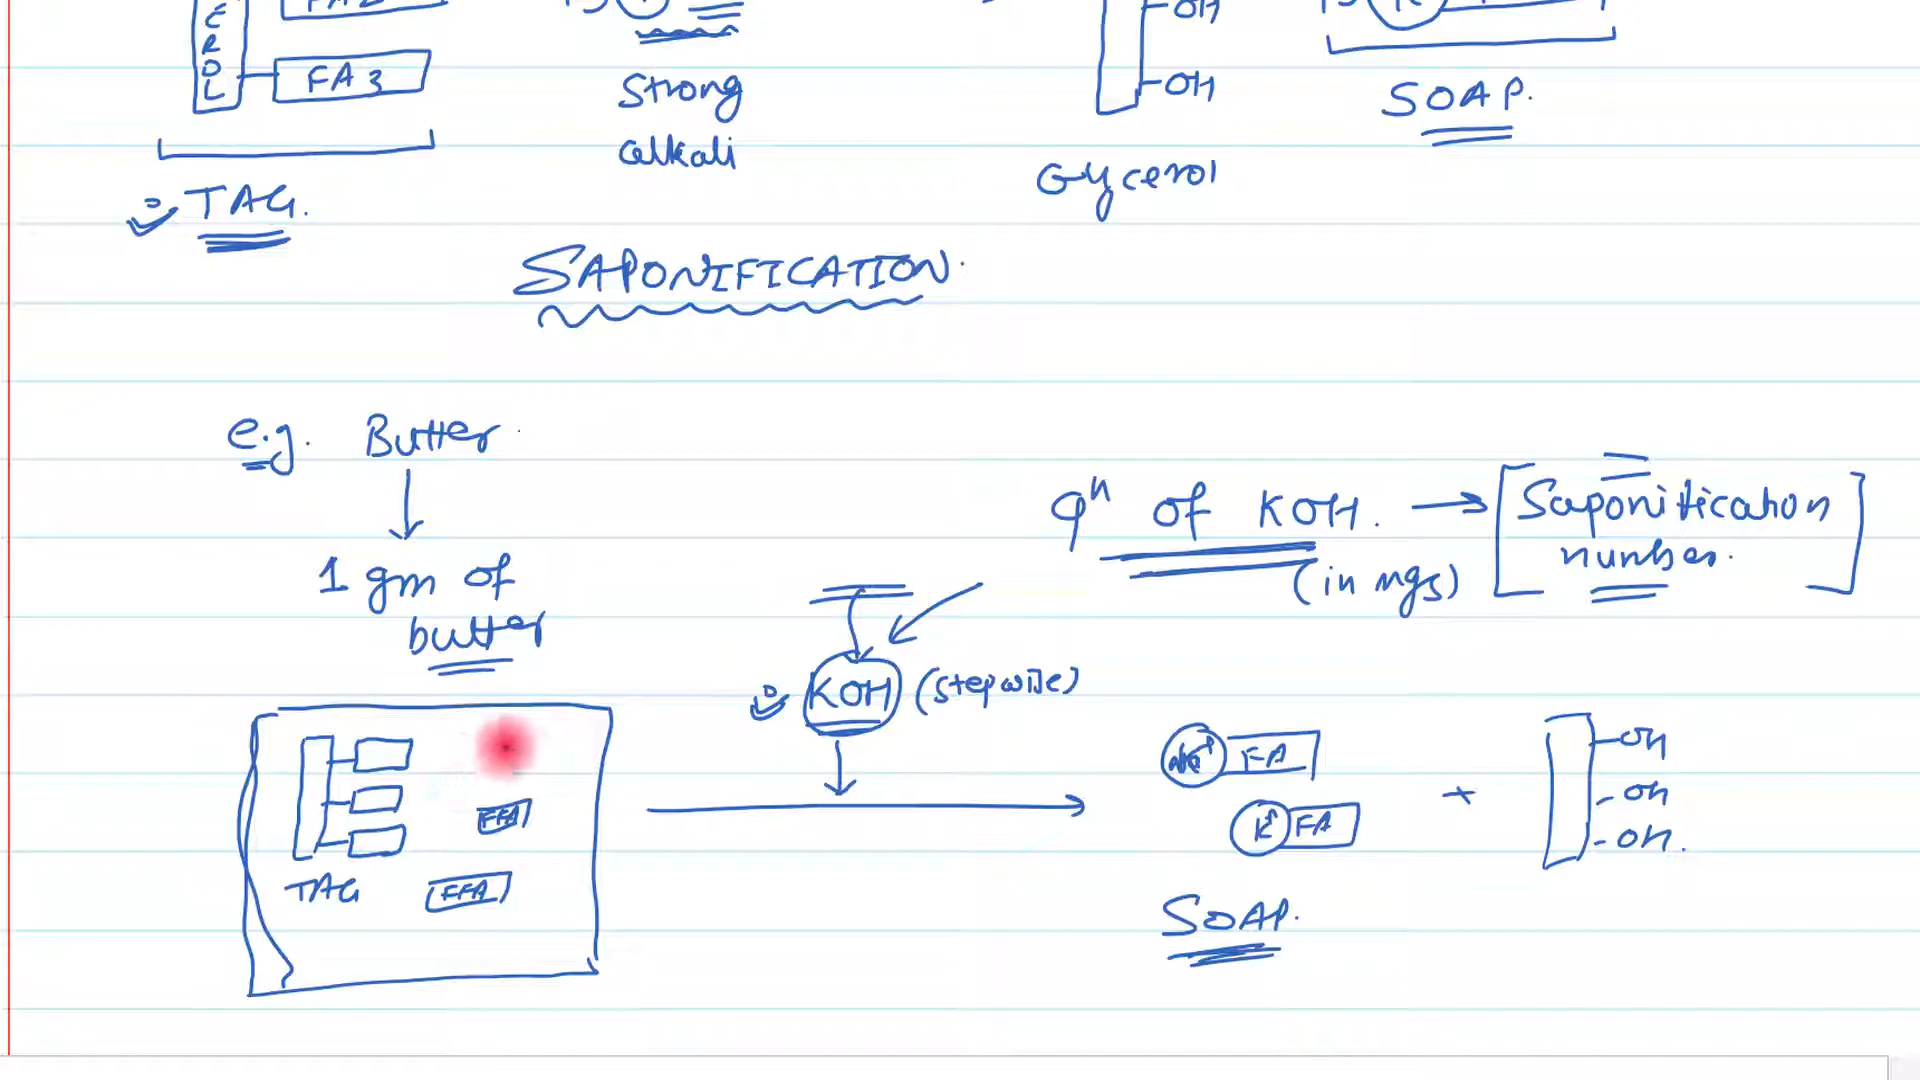 E
R
O
L
FA 3
OH
OH
Strong
alkali
SOAP.
Glycerol
TAG.
SAPONIFICATION.
e.g. Butter
1 gm of
butter
qn of KOH. → [Saponification
number.]
(in mgs)
KOH (stepwise)
K+ FA
K+ FA
+
OH
OH
OH.
FFA
TAG
FFA
SOAP.